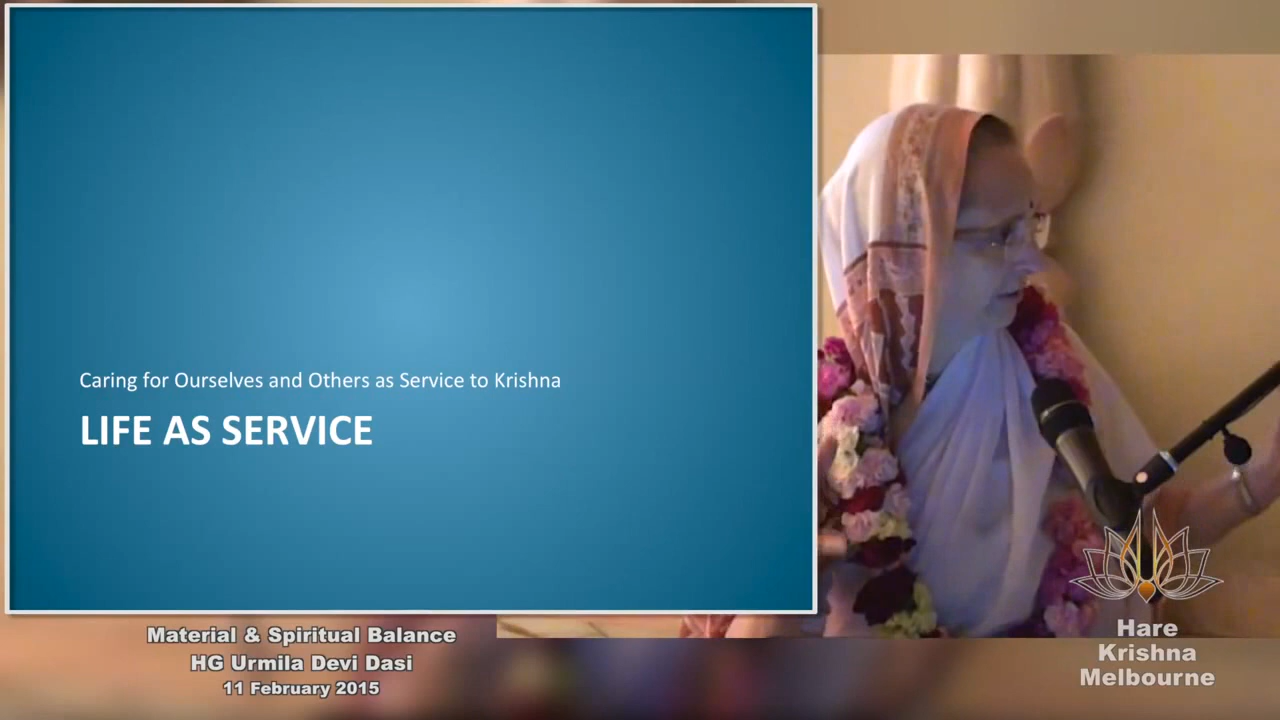 Caring for Ourselves and Others as Service to Krishna
LIFE AS SERVICE
Material & Spiritual Balance
HG Urmila Devi Dasi
11 February 2015
Hare
Krishna
Melbourne